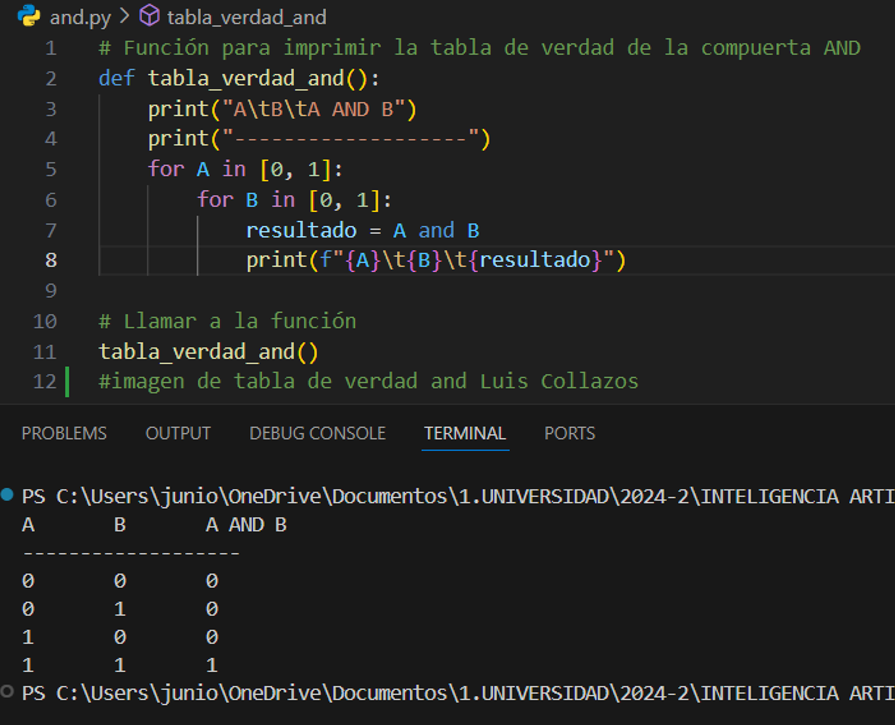 and.py > tabla_verdad_and
1 # Función para imprimir la tabla de verdad de la compuerta AND
2 def tabla_verdad_and():
3     print("A\tB\tA AND B")
4     print("-------------------")
5     for A in [0, 1]:
6         for B in [0, 1]:
7             resultado = A and B
8             print(f"{A}\t{B}\t{resultado}")
9
10 # Llamar a la función
11 tabla_verdad_and()
12 #imagen de tabla de verdad and Luis Collazos
PROBLEMS OUTPUT DEBUG CONSOLE TERMINAL PORTS
PS C:\Users\junio\OneDrive\Documentos\1.UNIVERSIDAD\2024-2\INTELIGENCIA ARTI
A       B       A AND B
-------------------
0       0       0
0       1       0
1       0       0
1       1       1
PS C:\Users\junio\OneDrive\Documentos\1.UNIVERSIDAD\2024-2\INTELIGENCIA ARTI